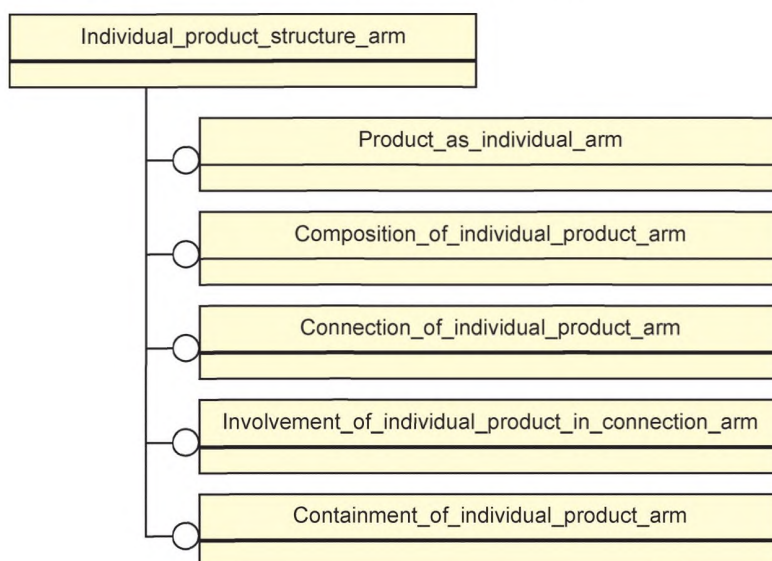 Individual_product_structure_arm
Product_as_individual_arm
Composition_of_individual_product_arm
Connection_of_individual_product_arm
Involvement_of_individual_product_in_connection_arm
Containment_of_individual_product_arm